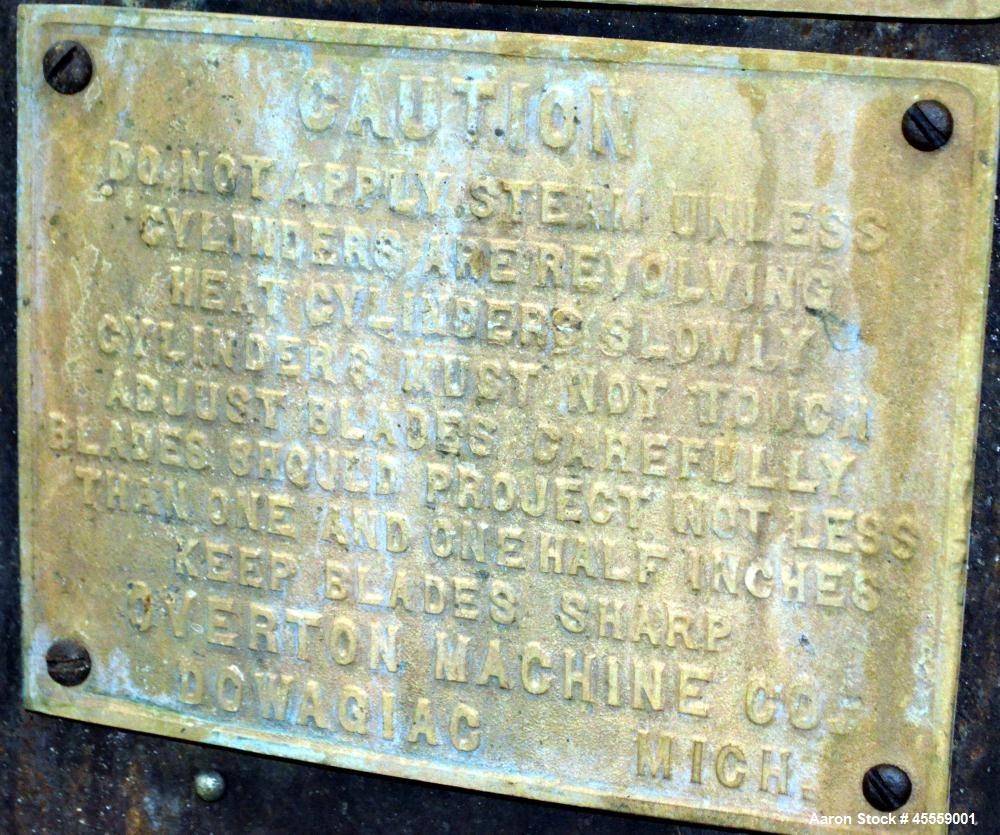 CAUTION
DO NOT APPLY STEAM UNLESS
CYLINDERS ARE REVOLVING
HEAT CYLINDERS SLOWLY
CYLINDERS MUST NOT TOUCH
ADJUST BLADES CAREFULLY
BLADES SHOULD PROJECT NOT LESS
THAN ONE AND ONE HALF INCHES
KEEP BLADES SHARP
OVERTON MACHINE CO.
DOWAGIAC MICH.
Aaron Stock # 45559001